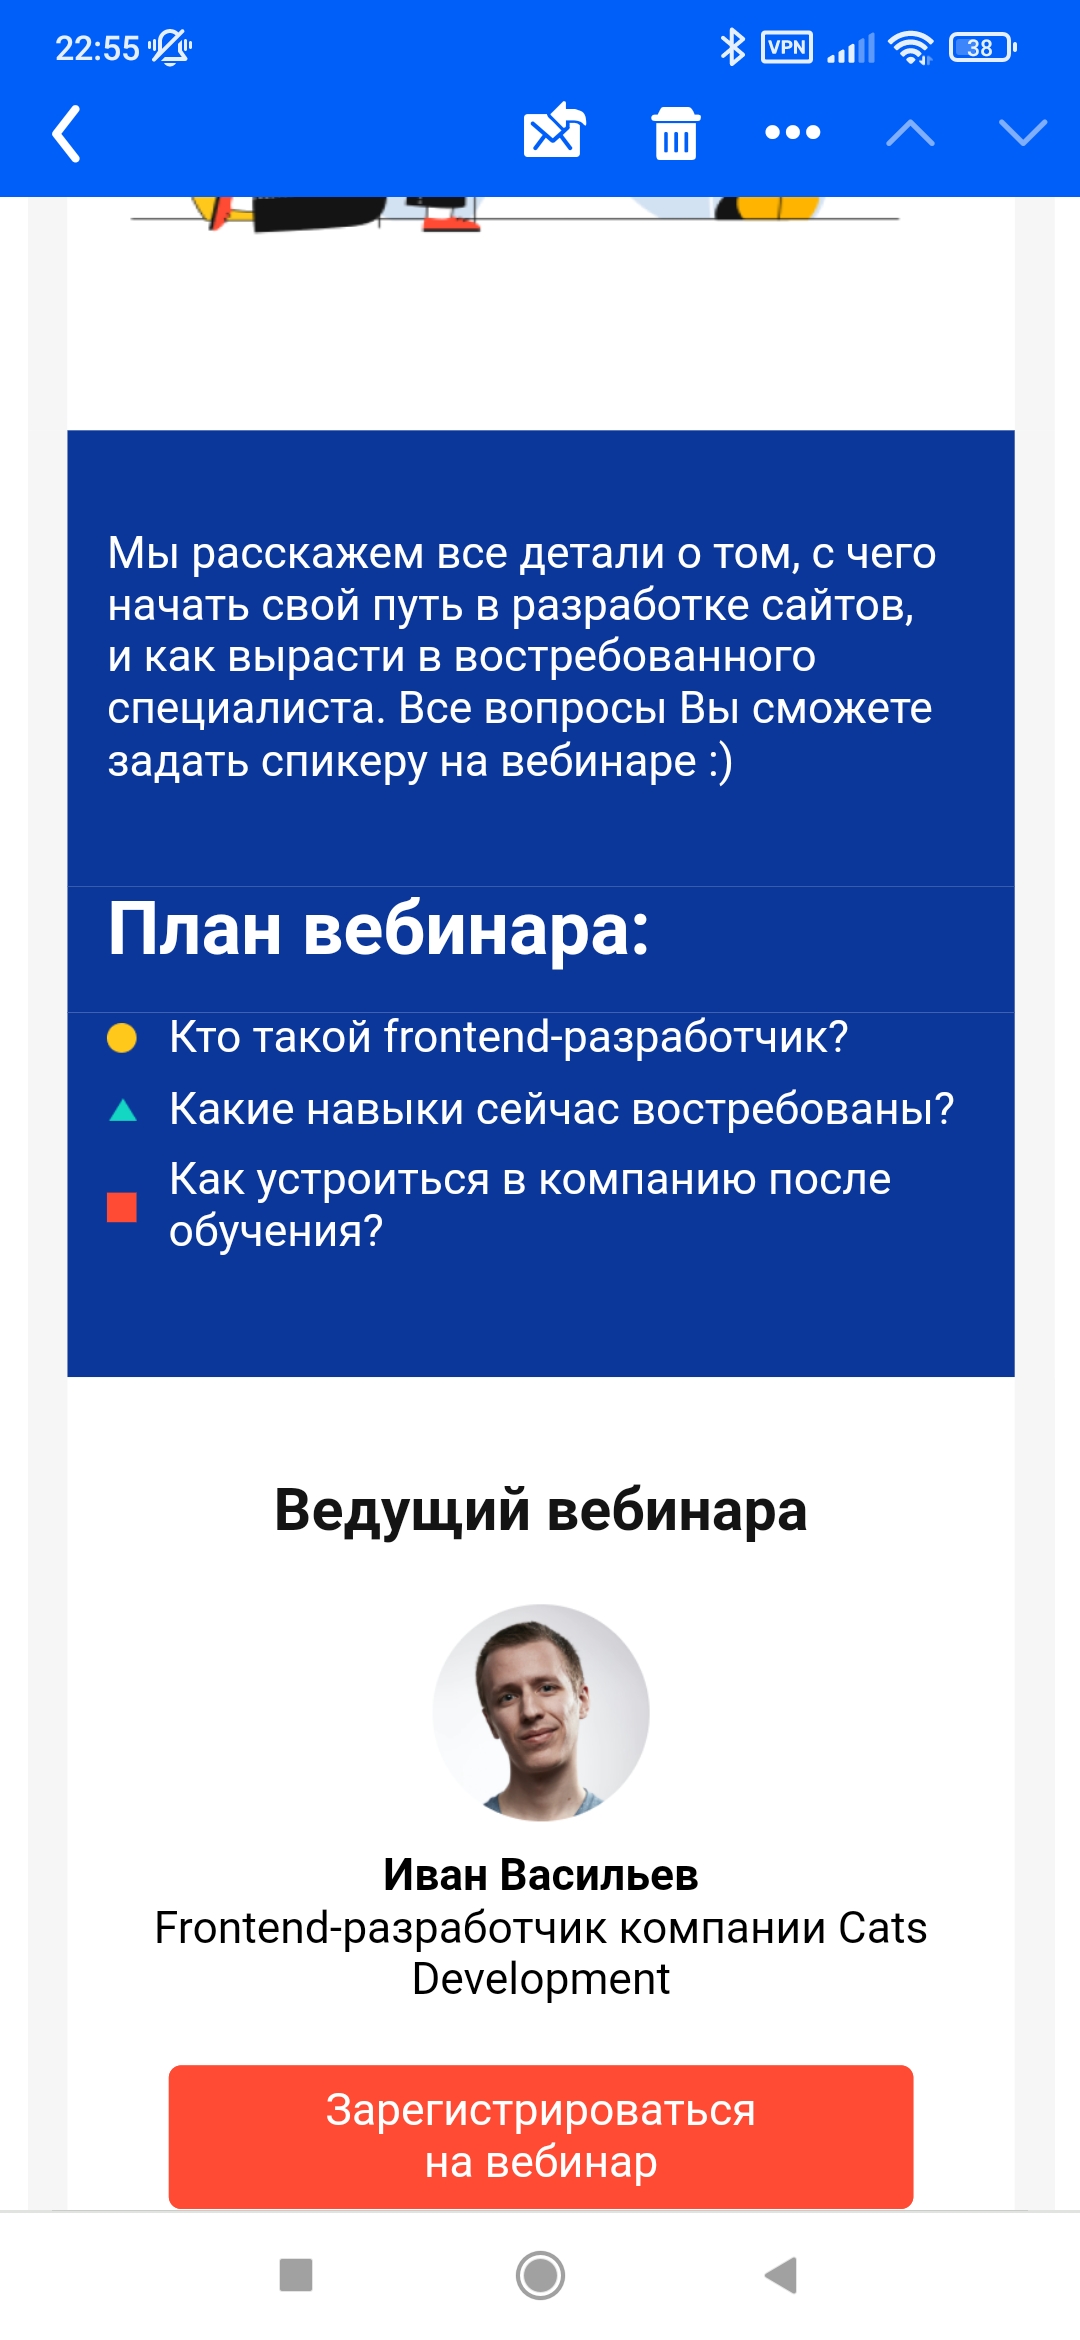 22:55
VPN
38
Мы расскажем все детали о том, с чего
начать свой путь в разработке сайтов,
и как вырасти в востребованного
специалиста. Все вопросы Вы сможете
задать спикеру на вебинаре :)
План вебинара:
Кто такой frontend-разработчик?
Какие навыки сейчас востребованы?
Как устроиться в компанию после
обучения?
Ведущий вебинара
Иван Васильев
Frontend-разработчик компании Cats
Development
Зарегистрироваться
на вебинар